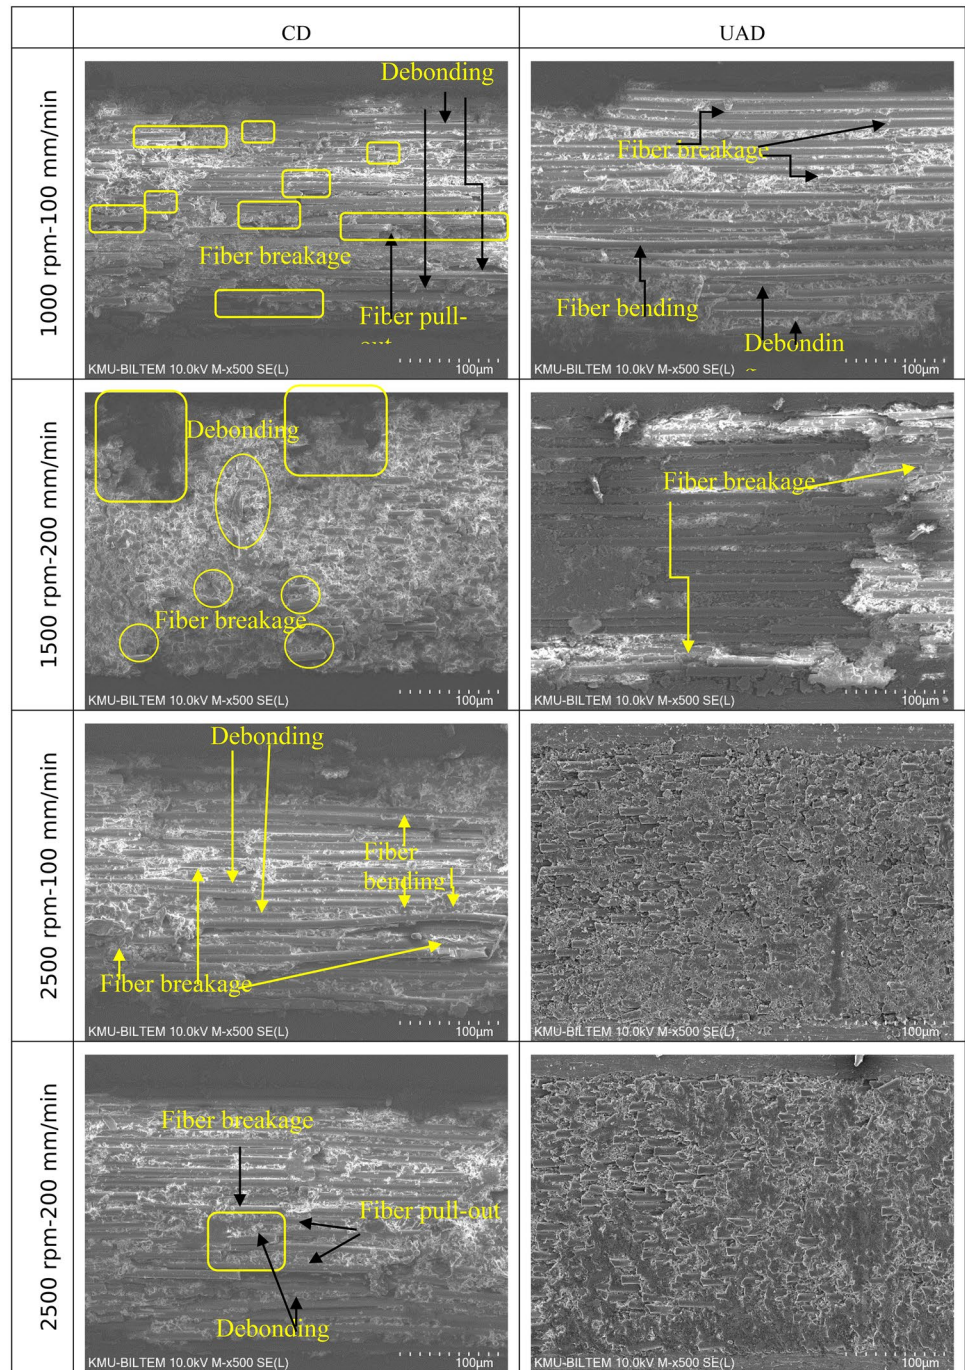 CD
UAD
1000 rpm-100 mm/min
Debonding
Fiber breakage
Fiber pull-
out
KMU-BILTEM 10.0kV M-x500 SE(L)
100µm
Fiber breakage
Fiber bending
Debondin
KMU-BILTEM 10.0kV M-x500 SE(L)
100µm
1500 rpm-200 mm/min
Debonding
Fiber breakage
KMU-BILTEM 10.0kV M-x500 SE(L)
100µm
Fiber breakage
KMU-BILTEM 10.0kV M-x500 SE(L)
100µm
2500 rpm-100 mm/min
Debonding
Fiber
bending
Fiber breakage
KMU-BILTEM 10.0kV M-x500 SE(L)
100µm
KMU-BILTEM 10.0kV M-x500 SE(L)
100µm
2500 rpm-200 mm/min
Fiber breakage
Fiber pull-out
Debonding
KMU-BILTEM 10.0kV M-x500 SE(L)
100µm
KMU-BILTEM 10.0kV M-x500 SE(L)
100µm